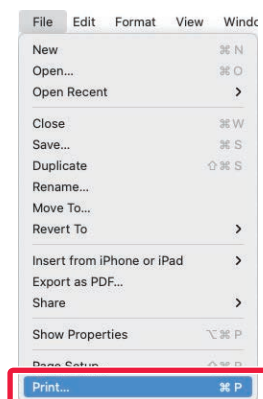 File Edit Format View Windo
New ⌘ N
Open... ⌘ O
Open Recent >
Close ⌘ W
Save... ⌘ S
Duplicate ⇧ ⌘ S
Rename...
Move To...
Revert To >
Insert from iPhone or iPad >
Export as PDF...
Share >
Show Properties ⌥ ⌘ P
Page Setup ⇧ ⌘ P
Print... ⌘ P